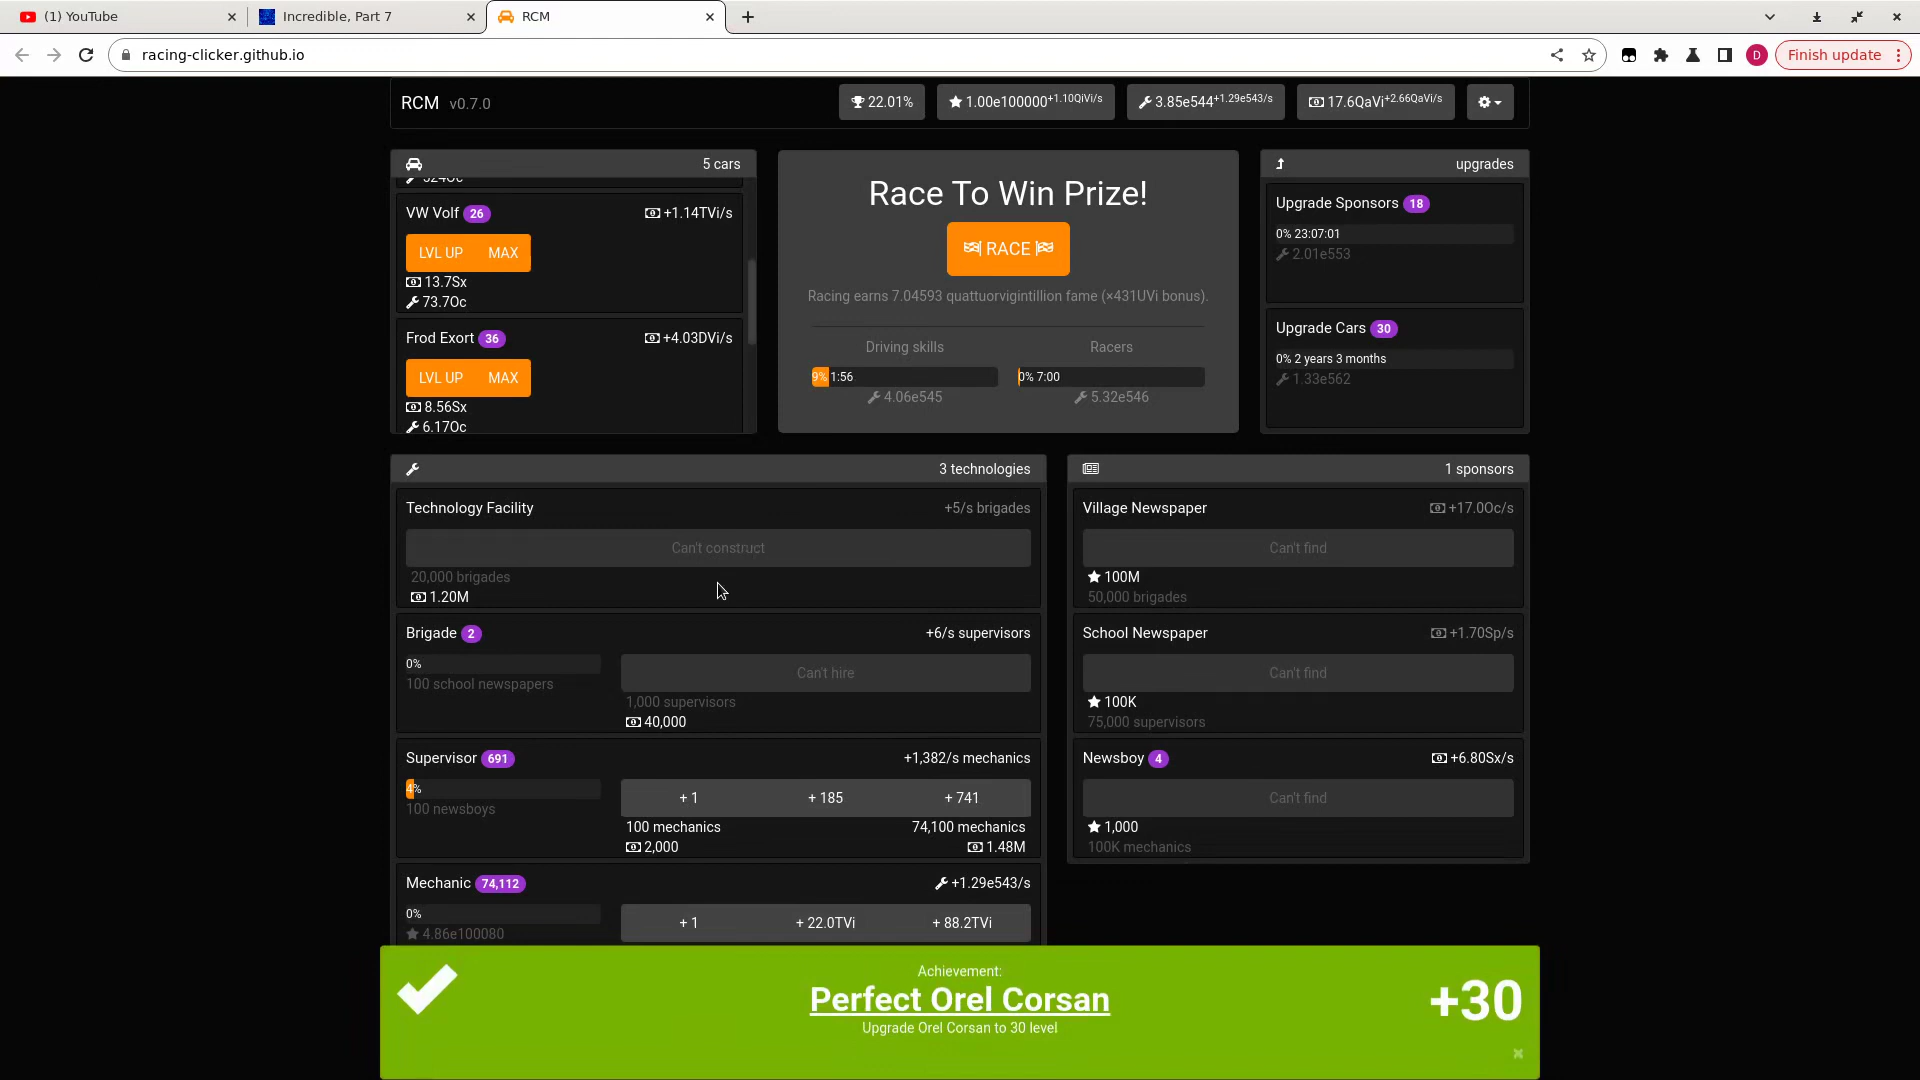 (1) YouTube
Incredible, Part 7
RCM
racing-clicker.github.io
D
Finish update
RCM v0.7.0
22.01%
1.00e100000+1.10QiVi/s
3.85e544+1.29e543/s
17.6QaVi+2.66QaVi/s
5 cars
VW Volf 26 +1.14TVi/s
LVL UP MAX
13.7Sx
73.7Oc
Frod Exort 36 +4.03DVi/s
LVL UP MAX
8.56Sx
6.17Oc
Race To Win Prize!
RACE
Racing earns 7.04593 quattuorvigintillion fame (×431UVi bonus).
Driving skills Racers
9% 1:56 0% 7:00
4.06e545 5.32e546
upgrades
Upgrade Sponsors 18
0% 23:07:01
2.01e553
Upgrade Cars 30
0% 2 years 3 months
1.33e562
3 technologies
Technology Facility +5/s brigades
Can't construct
20,000 brigades
1.20M
Brigade 2 +6/s supervisors
0%
100 school newspapers
Can't hire
1,000 supervisors
40,000
Supervisor 691 +1,382/s mechanics
4%
100 newsboys
+ 1 + 185 + 741
100 mechanics 74,100 mechanics
2,000 1.48M
Mechanic 74,112 +1.29e543/s
0%
4.86e100080
+ 1 + 22.0TVi + 88.2TVi
1 sponsors
Village Newspaper +17.0Oc/s
Can't find
100M
50,000 brigades
School Newspaper +1.70Sp/s
Can't find
100K
75,000 supervisors
Newsboy 4 +6.80Sx/s
Can't find
1,000
100K mechanics
Achievement:
Perfect Orel Corsan
Upgrade Orel Corsan to 30 level
+30